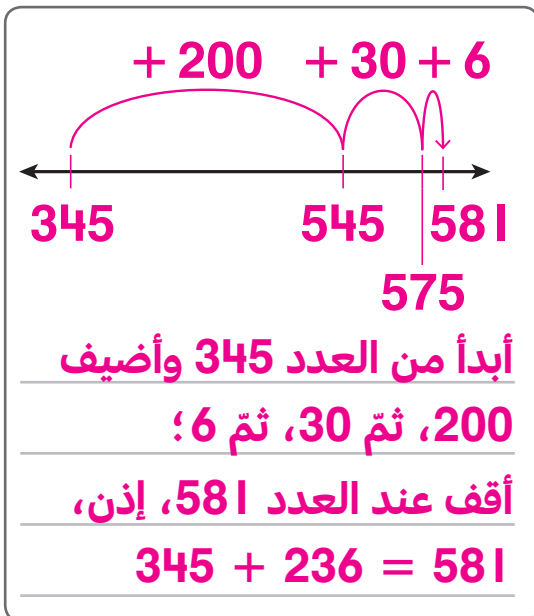 + 200 + 30 + 6
345 545 581
575
أبدأ من العدد 345 وأضيف
200، ثمّ 30، ثمّ 6؛
أقف عند العدد 581، إذن،
345 + 236 = 581